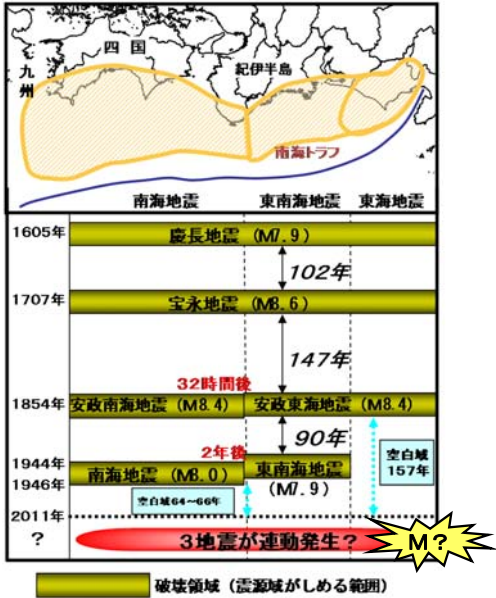 四国
九州
紀伊半島
南海トラフ
南海地震 東南海地震 東海地震
1605年 慶長地震 (M7.9)
102年
1707年 宝永地震 (M8.6)
147年
32時間後
1854年 安政南海地震 (M8.4) 安政東海地震 (M8.4)
90年
2年後
空白域
157年
1944年 南海地震 (M8.0) 東南海地震
1946年 (M7.9)
空白域64～66年
2011年
? 3地震が連動発生? M?
破壊領域 (震源域がしめる範囲)